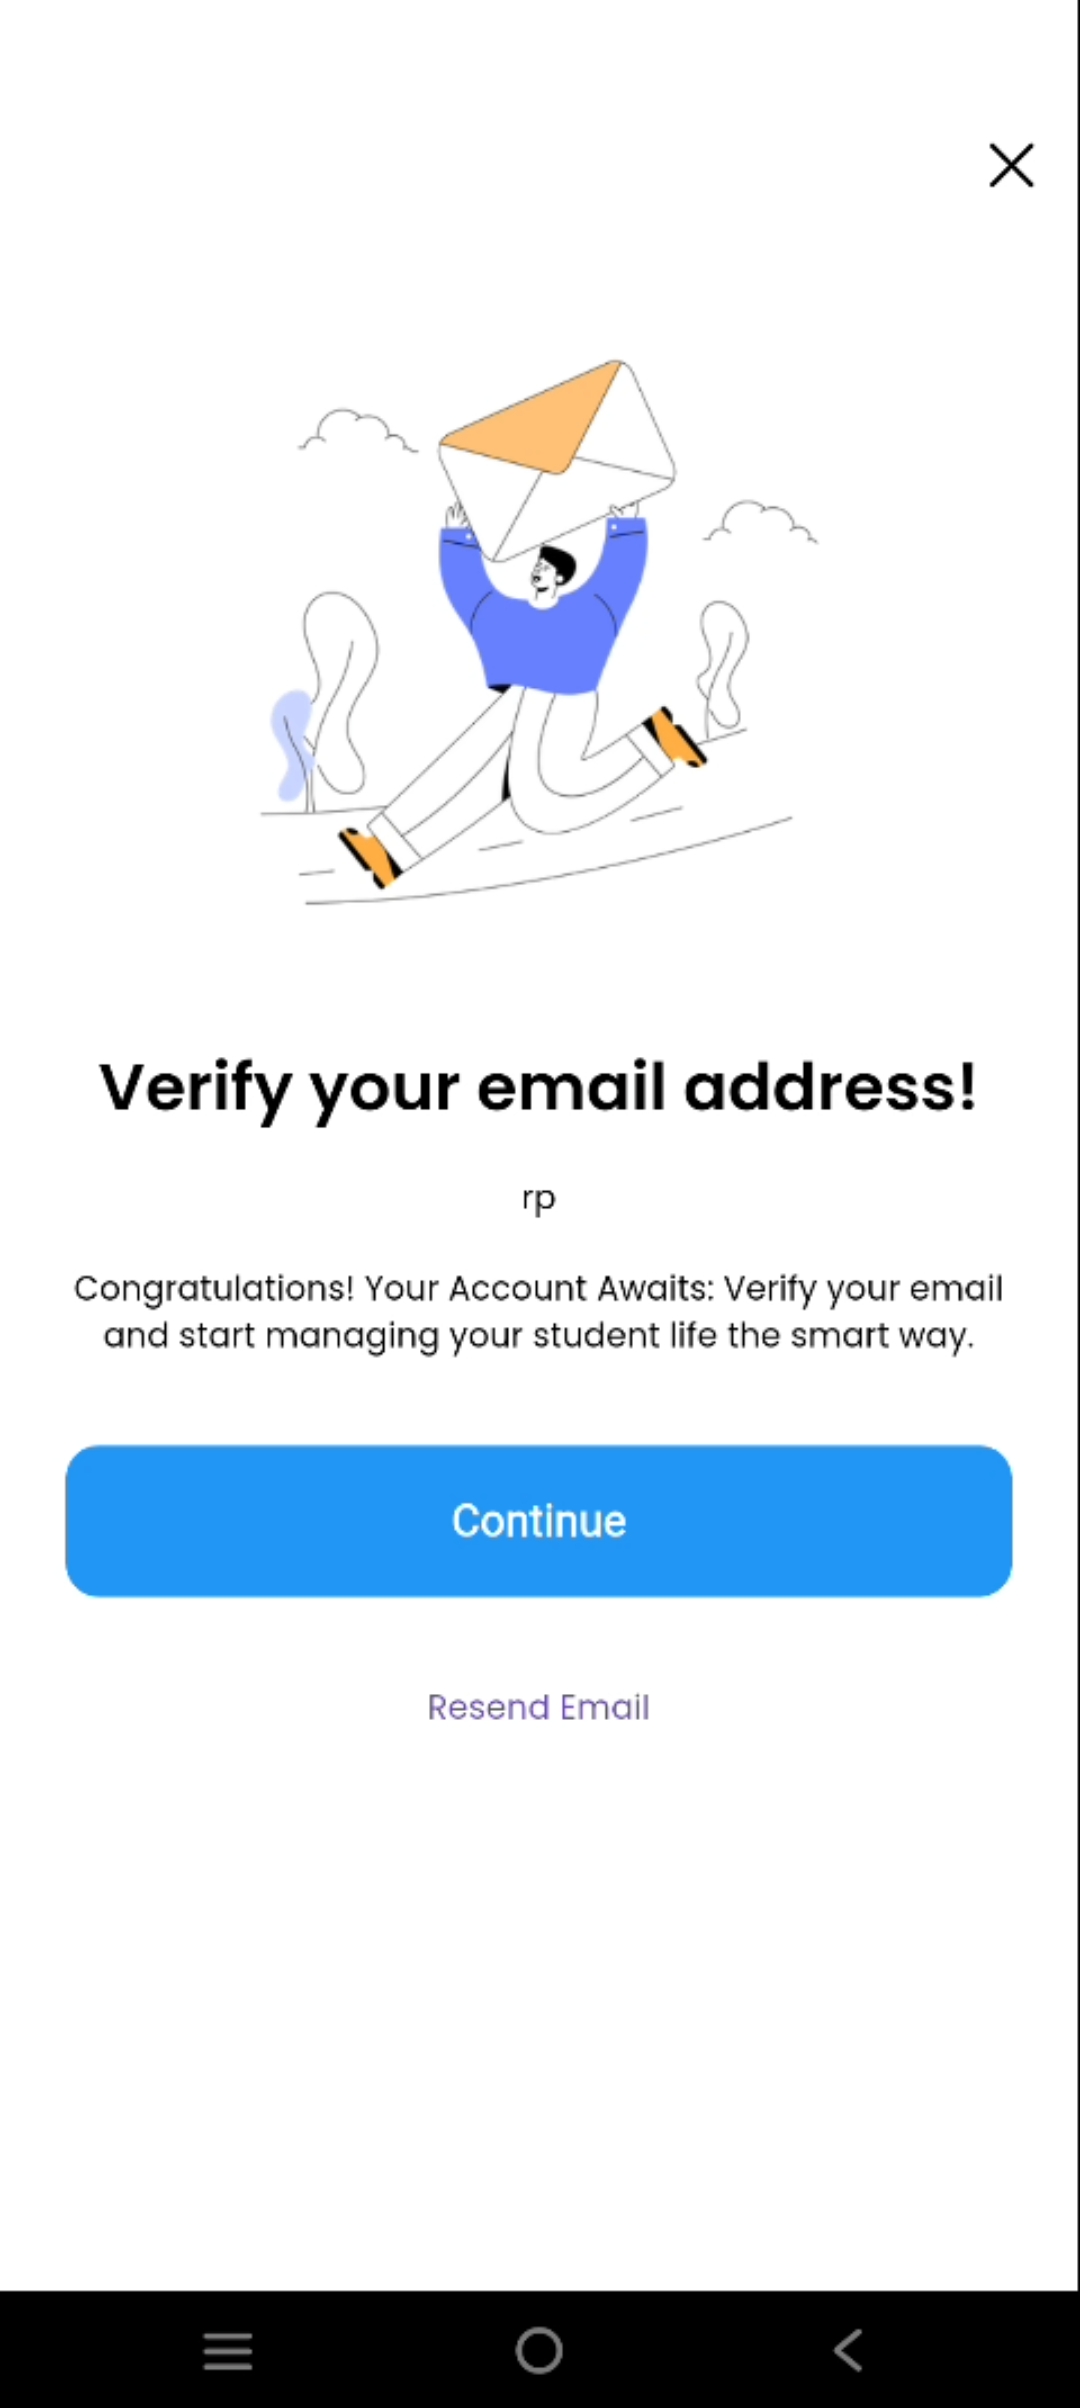 Verify your email address!
rp
Congratulations! Your Account Awaits: Verify your email
and start managing your student life the smart way.
Continue
Resend Email